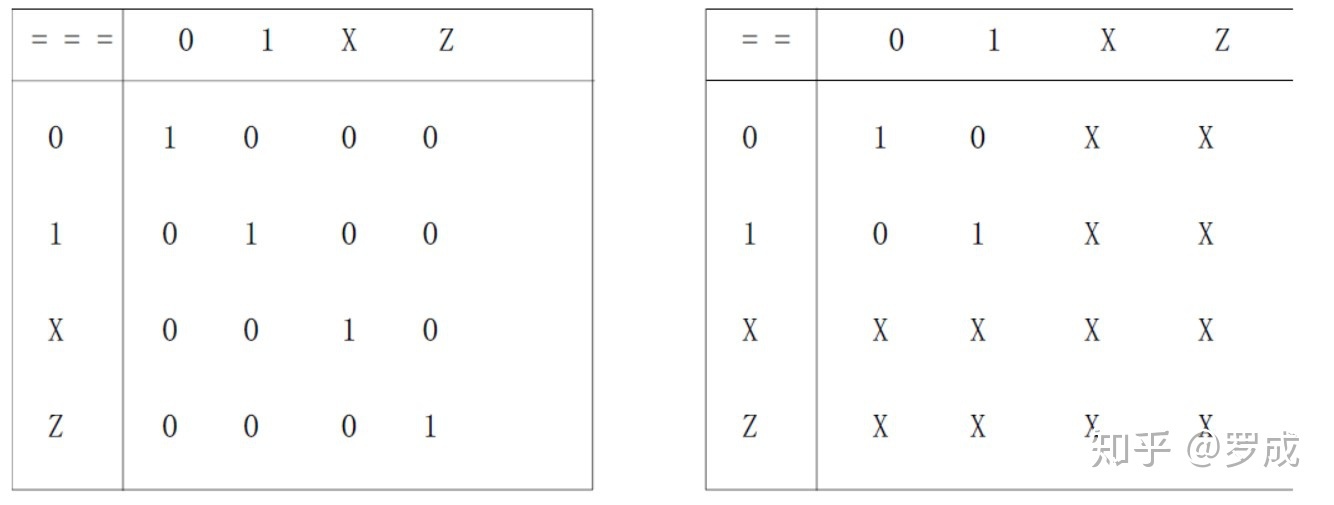 === 0 1 X Z
0 1 0 0 0
1 0 1 0 0
X 0 0 1 0
Z 0 0 0 1
== 0 1 X Z
0 1 0 X X
1 0 1 X X
X X X X X
Z X X X X
知乎 @罗成